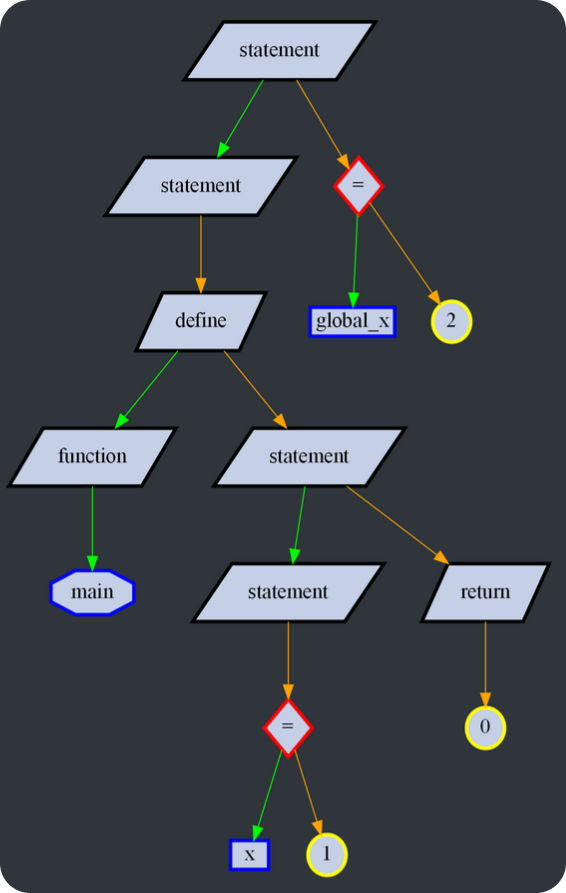 statement
statement
=
define
global_x
2
function
statement
main
statement
return
=
0
x
1